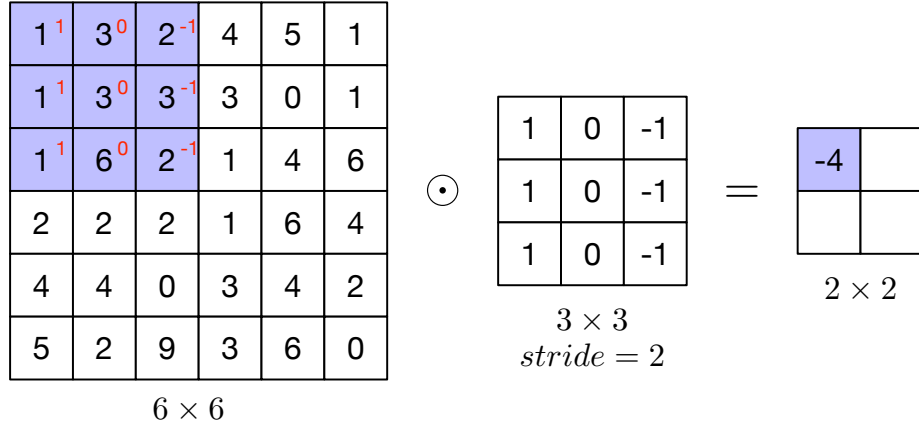 1 1 3 0 2 -1 4 5 1
1 1 3 0 3 -1 3 0 1
1 1 6 0 2 -1 1 4 6
2 2 2 1 6 4
4 4 0 3 4 2
5 2 9 3 6 0
6 × 6
⊙
1 0 -1
1 0 -1
1 0 -1
3 × 3
stride = 2
=
-4
2 × 2